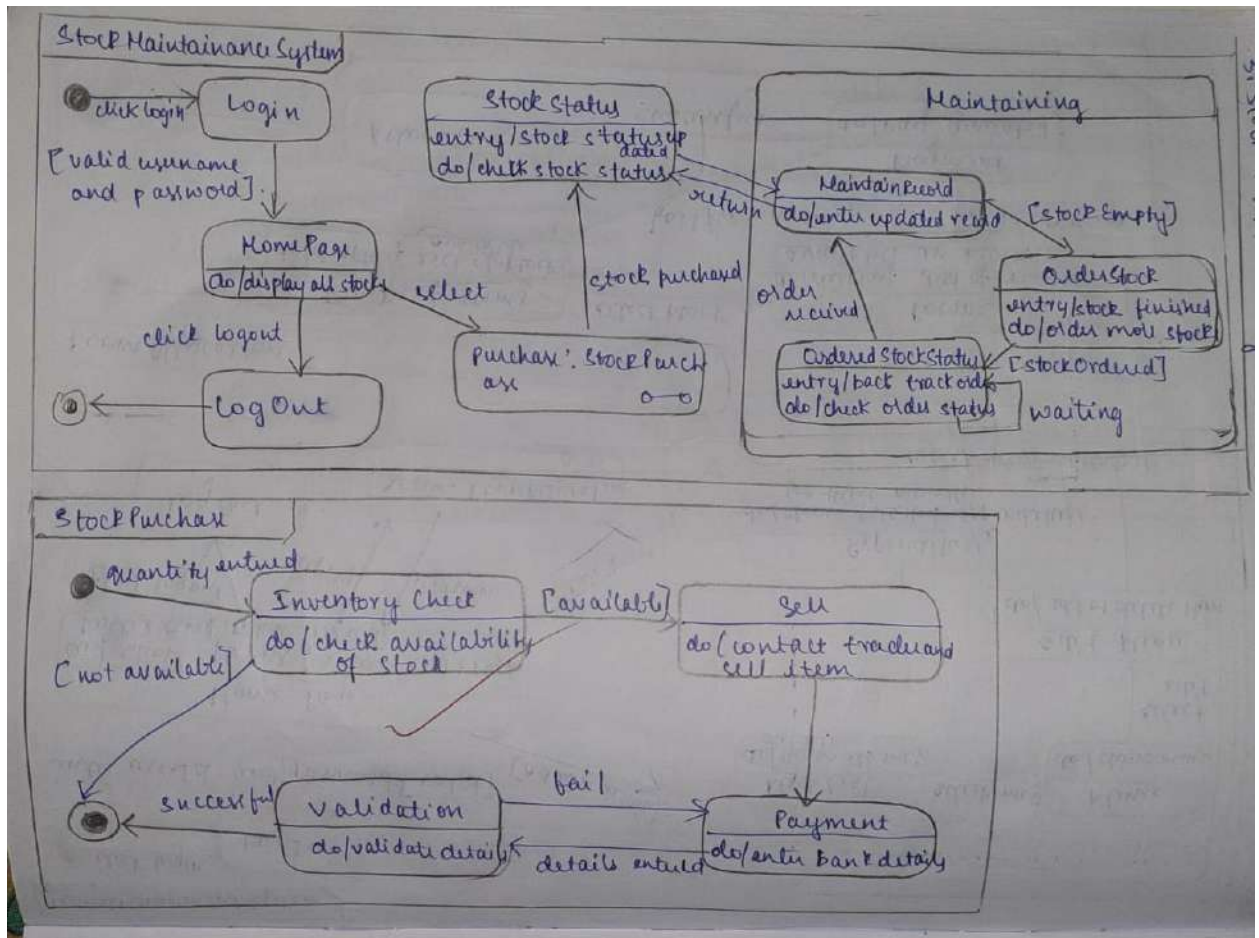 Stock Maintainance System
click login
Login
[valid username
and password]
HomePage
do/display all stock
click logout
LogOut
select
Purchase: StockPurch
ase
stock purchased
Stock Status
entry/stock status up
dated
do/check stock status
return
Maintaining
MaintainRecord
do/enter updated record
[stock Empty]
OrderStock
entry/stock finished
do/order more stock
order
received
[stockOrdered]
OrderedStockStatus
entry/back track order
do/check order status
waiting
StockPurchase
quantity entered
Inventory Check
do/check availability
of stock
[available]
Sell
do/contact trader and
sell item
[not available]
successful
Validation
do/validate details
fail
details entered
Payment
do/enter Bank details